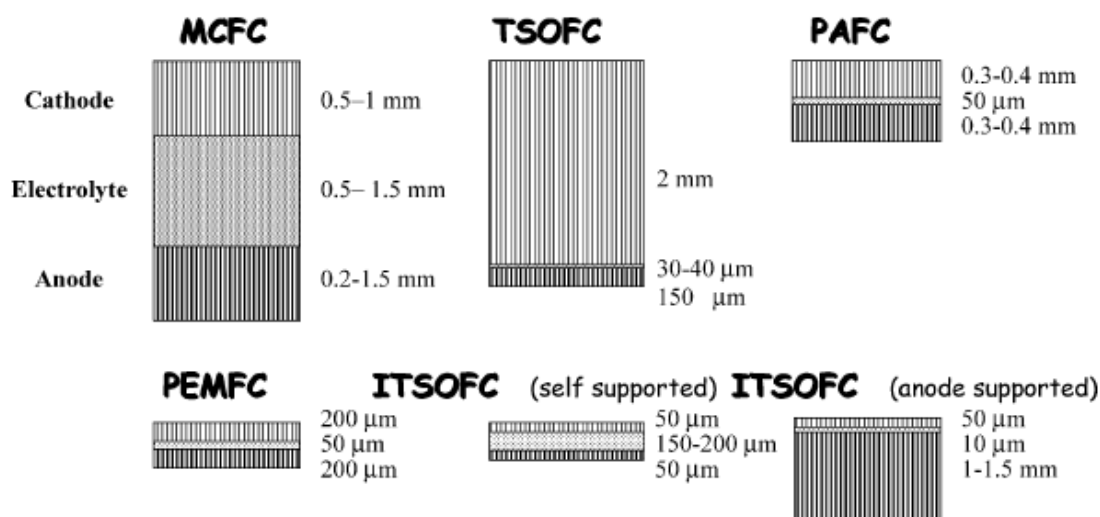 MCFC
TSOFC
PAFC
Cathode
0.5–1 mm
Electrolyte
0.5– 1.5 mm
Anode
0.2-1.5 mm
2 mm
30-40 μm
150 μm
0.3-0.4 mm
50 μm
0.3-0.4 mm
PEMFC
200 μm
50 μm
200 μm
ITSOFC (self supported)
50 μm
150-200 μm
50 μm
ITSOFC (anode supported)
50 μm
10 μm
1-1.5 mm